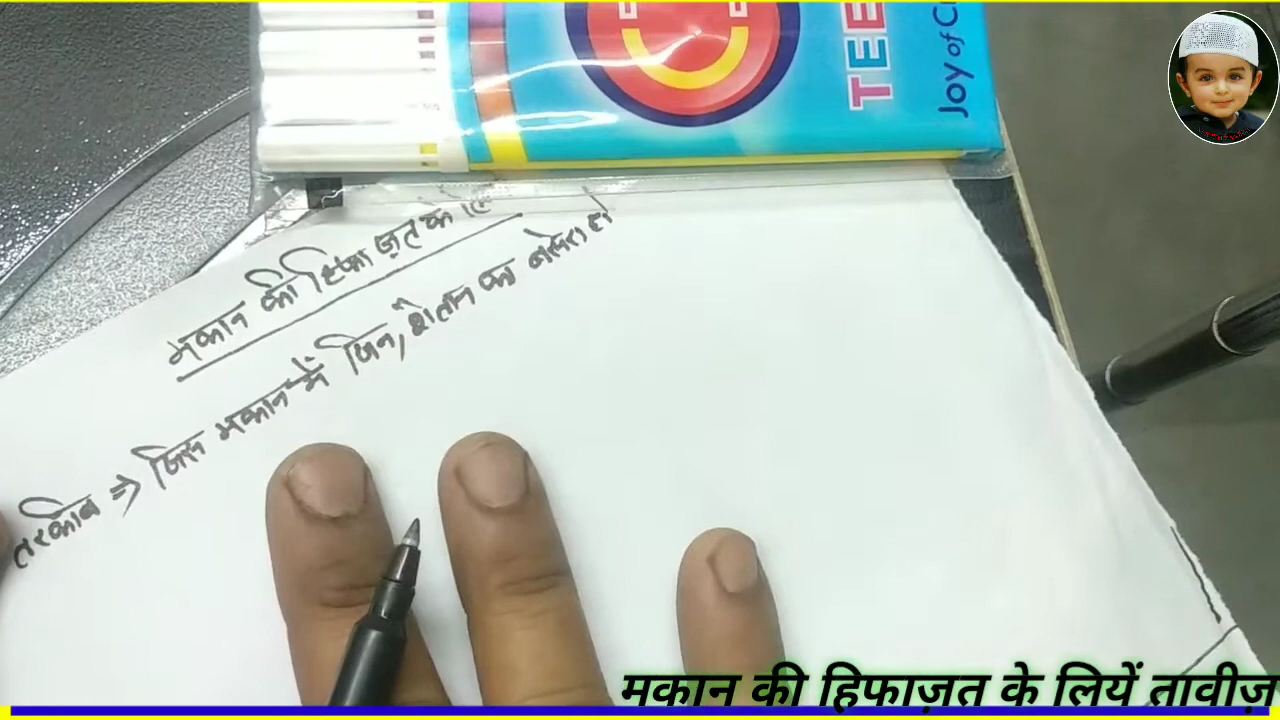 TEE
Joy of C
मकान की हिफाज़त के लि
तरकीब => जिस मकान में जिन, शैतान का बसेरा हो
मकान की हिफाज़त के लियें तावीज़